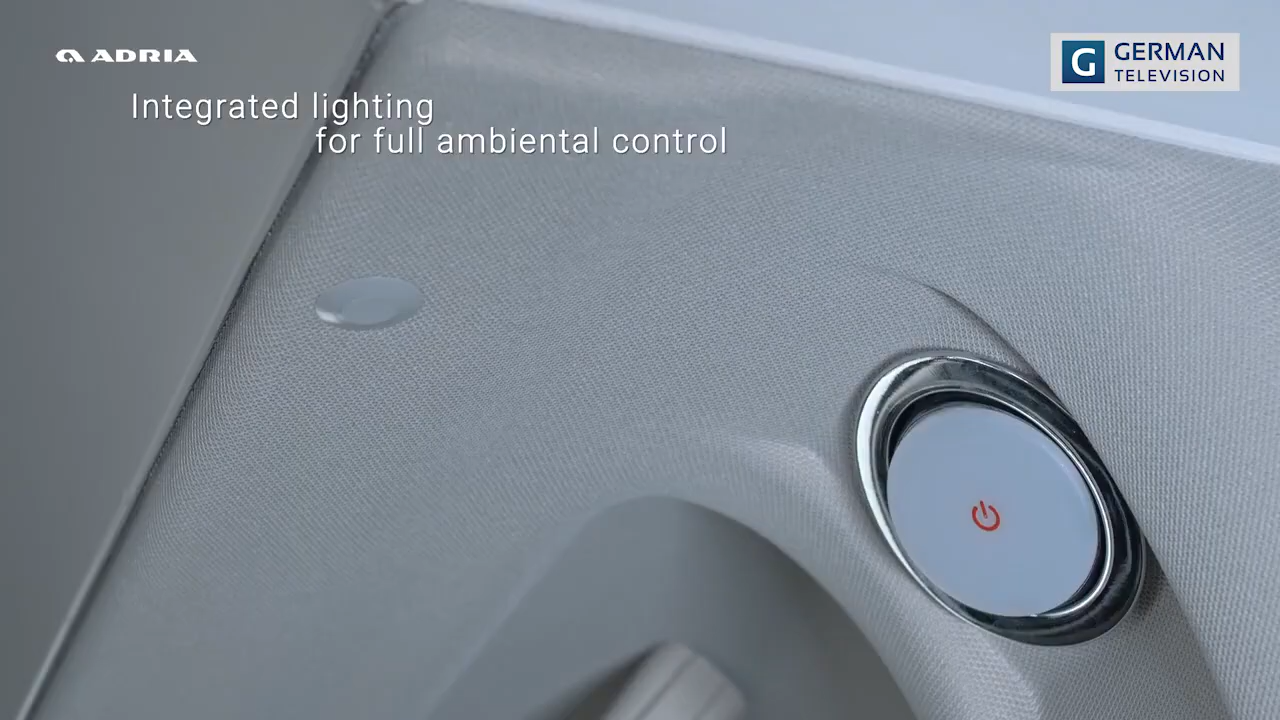 ADRIA
GERMAN
TELEVISION
G
Integrated lighting
for full ambiental control